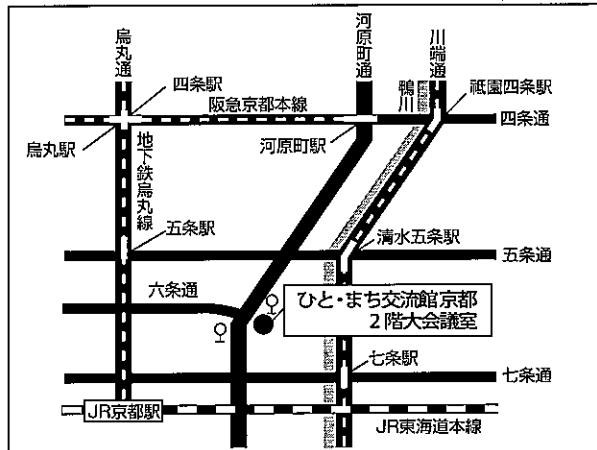 烏丸通
河原町通
川端通
鴨川
四条駅
阪急京都本線
祇園四条駅
四条通
烏丸駅
地下鉄烏丸線
河原町駅
五条駅
清水五条駅
五条通
六条通
ひと・まち交流館京都
2階大会議室
七条駅
七条通
JR京都駅
JR東海道本線